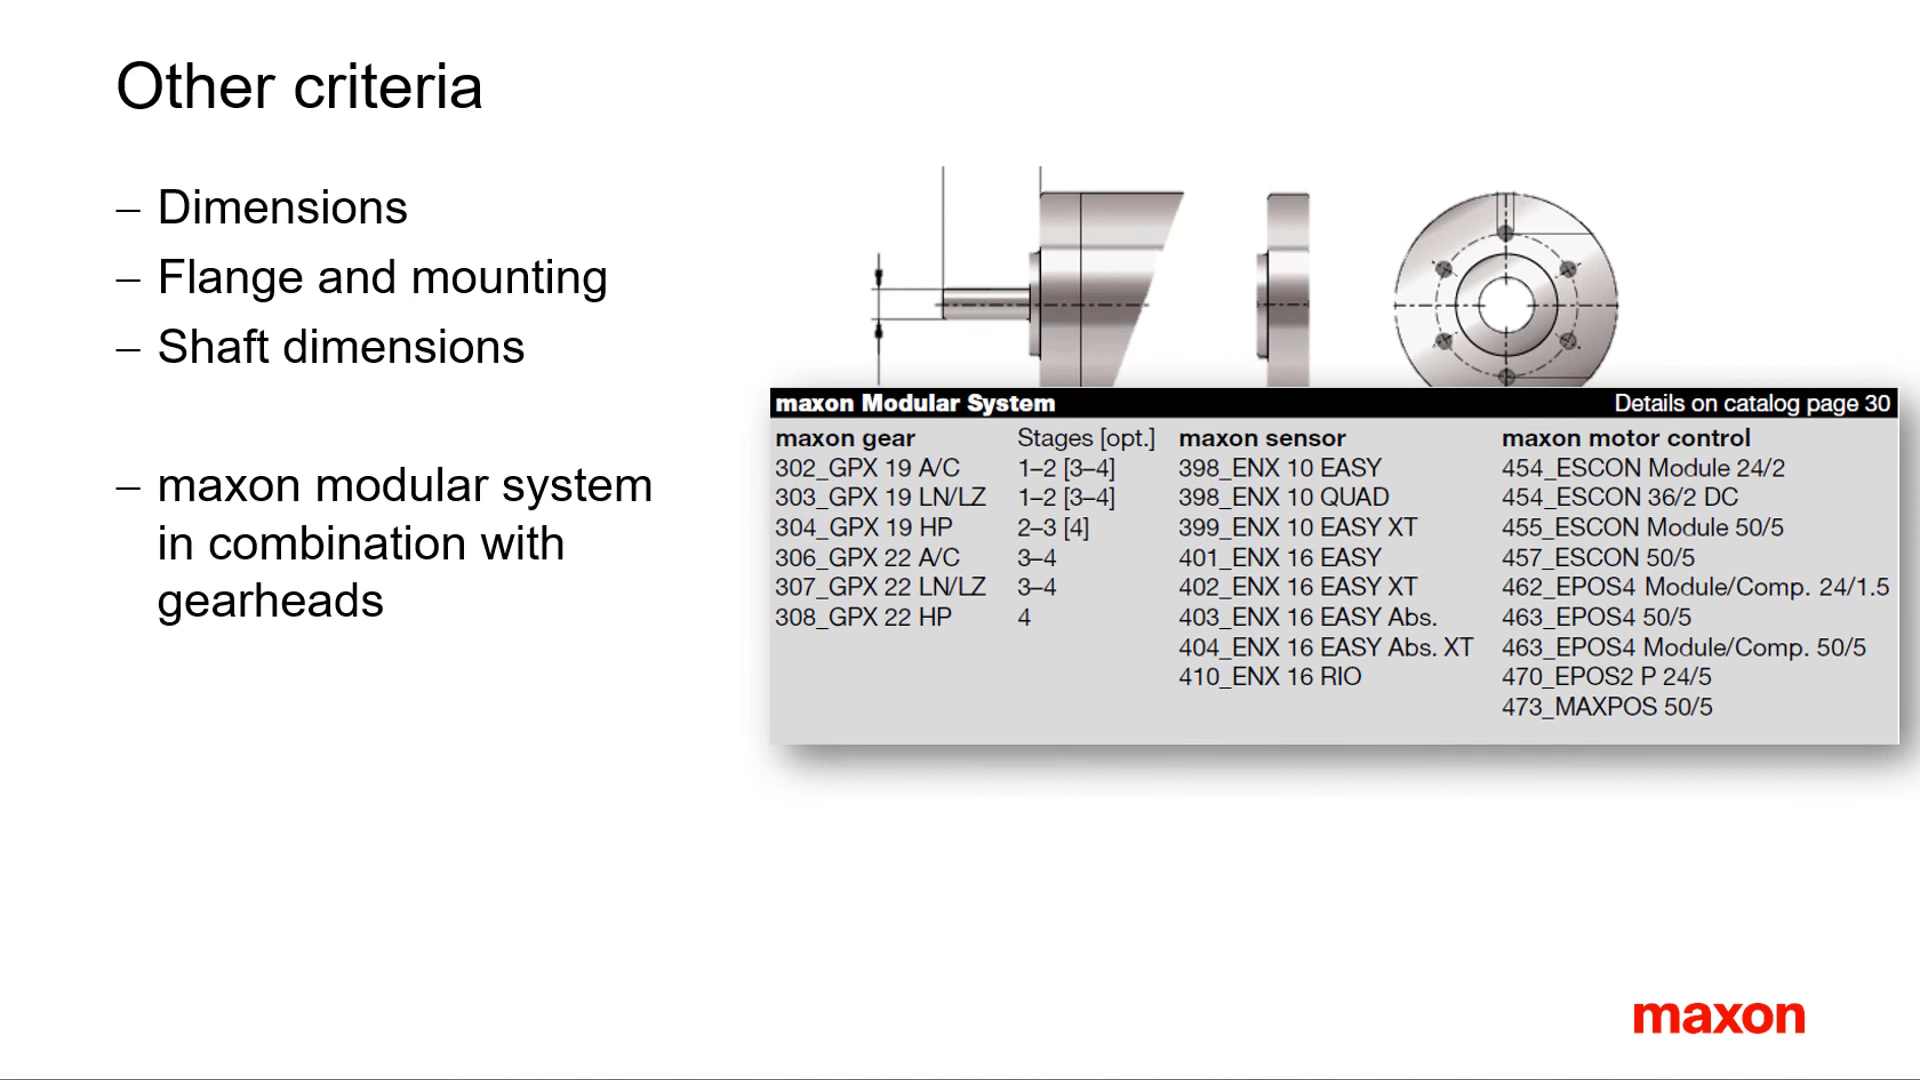 Other criteria
– Dimensions
– Flange and mounting
– Shaft dimensions
– maxon modular system
in combination with
gearheads
maxon Modular System Details on catalog page 30
maxon gear Stages [opt.] maxon sensor maxon motor control
302_GPX 19 A/C 1–2 [3–4] 398_ENX 10 EASY 454_ESCON Module 24/2
303_GPX 19 LN/LZ 1–2 [3–4] 398_ENX 10 QUAD 454_ESCON 36/2 DC
304_GPX 19 HP 2–3 [4] 399_ENX 10 EASY XT 455_ESCON Module 50/5
306_GPX 22 A/C 3–4 401_ENX 16 EASY 457_ESCON 50/5
307_GPX 22 LN/LZ 3–4 402_ENX 16 EASY XT 462_EPOS4 Module/Comp. 24/1.5
308_GPX 22 HP 4 403_ENX 16 EASY Abs. 463_EPOS4 50/5
404_ENX 16 EASY Abs. XT 463_EPOS4 Module/Comp. 50/5
410_ENX 16 RIO 470_EPOS2 P 24/5
473_MAXPOS 50/5
maxon